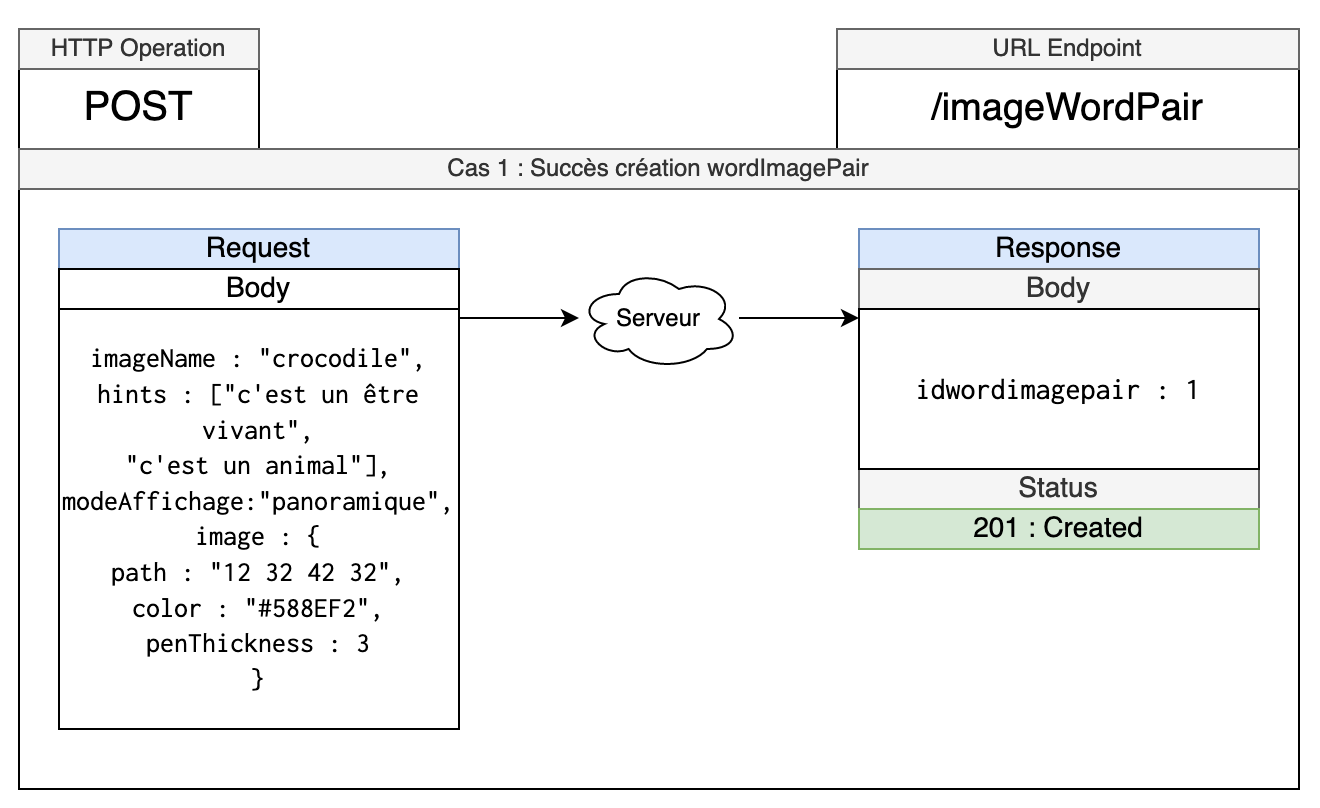 HTTP Operation
URL Endpoint
POST
/imageWordPair
Cas 1 : Succès création wordImagePair
Request
Body
imageName : "crocodile",
hints : ["c'est un être
vivant",
"c'est un animal"],
modeAffichage:"panoramique",
image : {
path : "12 32 42 32",
color : "#588EF2",
penThickness : 3
}
Serveur
Response
Body
idwordimagepair : 1
Status
201 : Created